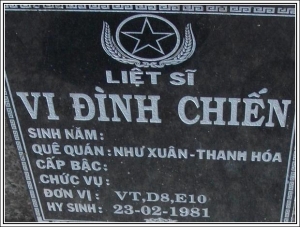 LIỆT SĨ
VI ĐÌNH CHIẾN
SINH NĂM :
QUÊ QUÁN : NHƯ XUÂN - THANH HÓA
CẤP BẬC :
CHỨC VỤ :
ĐƠN VỊ : VT,D8,E10
HY SINH : 23-02-1981